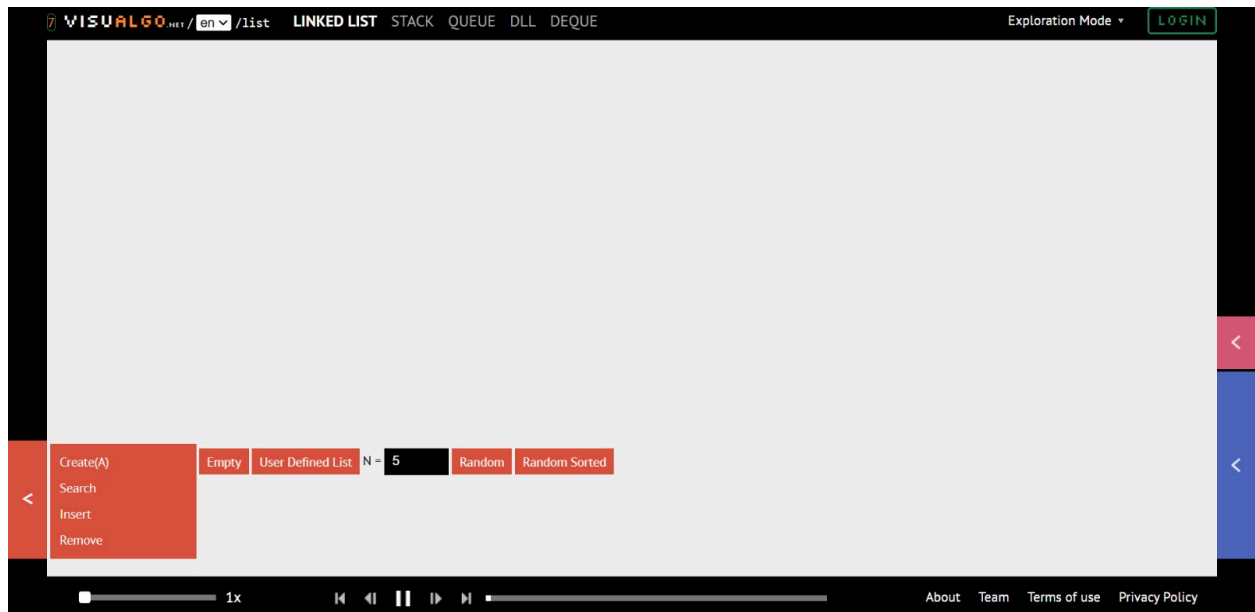 7 VISUALGO.NET / en /list LINKED LIST STACK QUEUE DLL DEQUE Exploration Mode LOGIN
Create(A) Empty User Defined List N = 5 Random Random Sorted
Search
Insert
Remove
1x About Team Terms of use Privacy Policy